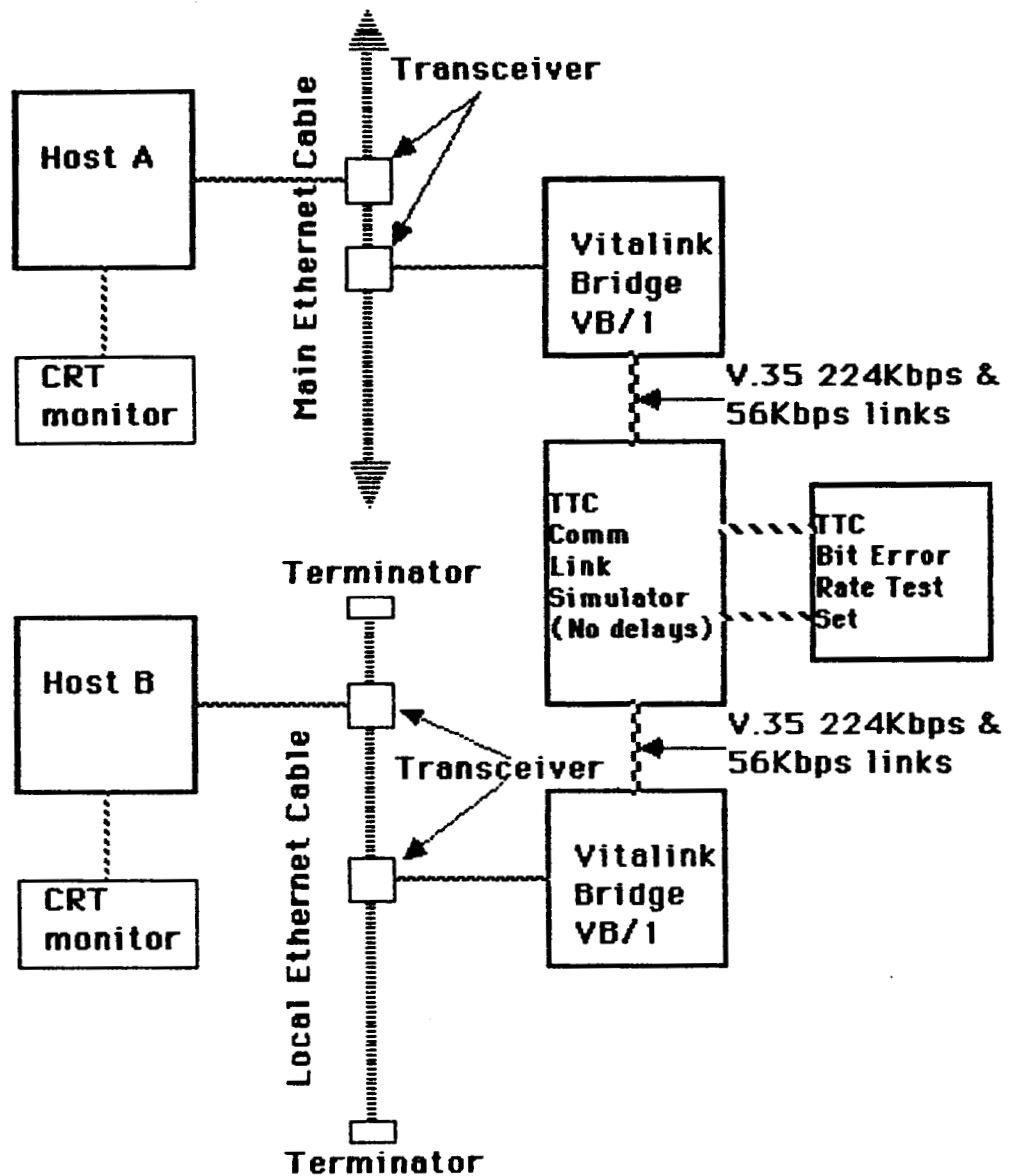 Transceiver
Host A
Main Ethernet Cable
Vitalink
Bridge
VB/1
CRT
monitor
V.35 224Kbps &
56Kbps links
TTC
Comm
Link
Simulator
(No delays)
TTC
Bit Error
Rate Test
Set
Terminator
Host B
V.35 224Kbps &
56Kbps links
Transceiver
Local Ethernet Cable
Vitalink
Bridge
VB/1
CRT
monitor
Terminator